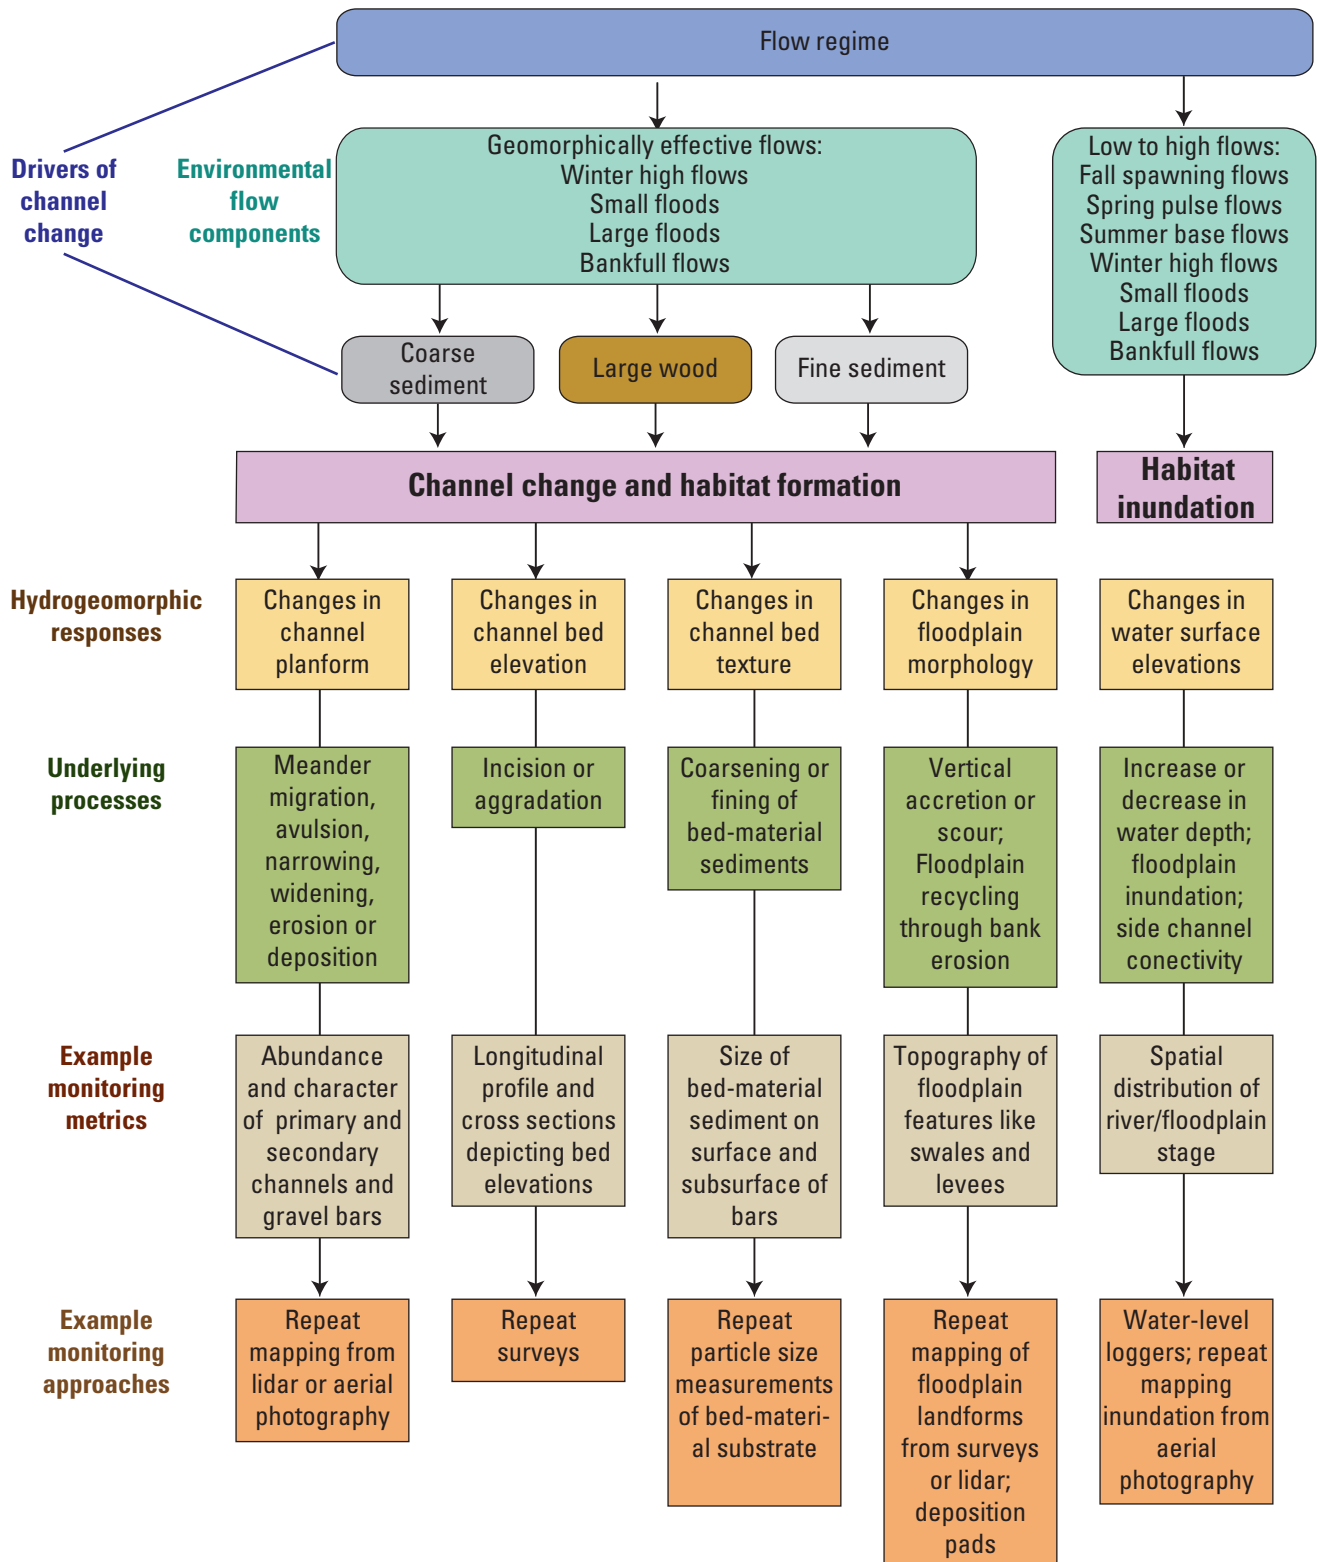 Flow regime
Drivers of
channel
change
Environmental
flow
components
Geomorphically effective flows:
Winter high flows
Small floods
Large floods
Bankfull flows
Low to high flows:
Fall spawning flows
Spring pulse flows
Summer base flows
Winter high flows
Small floods
Large floods
Bankfull flows
Coarse
sediment
Large wood
Fine sediment
Channel change and habitat formation
Habitat
inundation
Hydrogeomorphic
responses
Changes in
channel
planform
Changes in
channel bed
elevation
Changes in
channel bed
texture
Changes in
floodplain
morphology
Changes in
water surface
elevations
Underlying
processes
Meander
migration,
avulsion,
narrowing,
widening,
erosion or
deposition
Incision or
aggradation
Coarsening or
fining of
bed-material
sediments
Vertical
accretion or
scour;
Floodplain
recycling
through bank
erosion
Increase or
decrease in
water depth;
floodplain
inundation;
side channel
conectivity
Example
monitoring
metrics
Abundance
and character
of primary and
secondary
channels and
gravel bars
Longitudinal
profile and
cross sections
depicting bed
elevations
Size of
bed-material
sediment on
surface and
subsurface of
bars
Topography of
floodplain
features like
swales and
levees
Spatial
distribution of
river/floodplain
stage
Example
monitoring
approaches
Repeat
mapping from
lidar or aerial
photography
Repeat
surveys
Repeat
particle size
measurements
of bed-materi-
al substrate
Repeat
mapping of
floodplain
landforms
from surveys
or lidar;
deposition
pads
Water-level
loggers; repeat
mapping
inundation from
aerial
photography